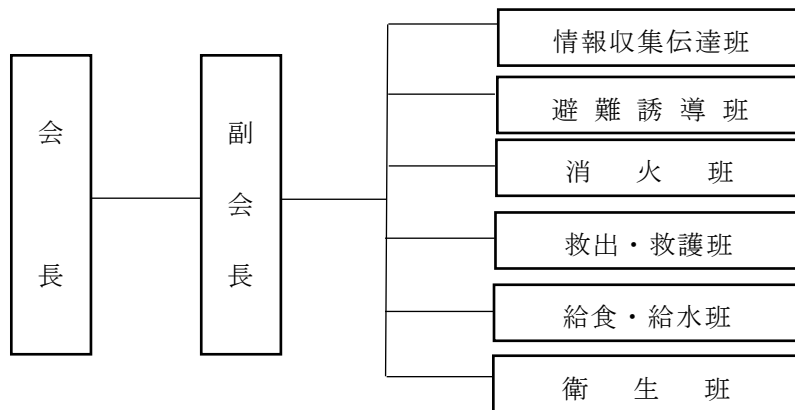 会長
副会長
情報収集伝達班
避難誘導班
消火班
救出・救護班
給食・給水班
衛生班